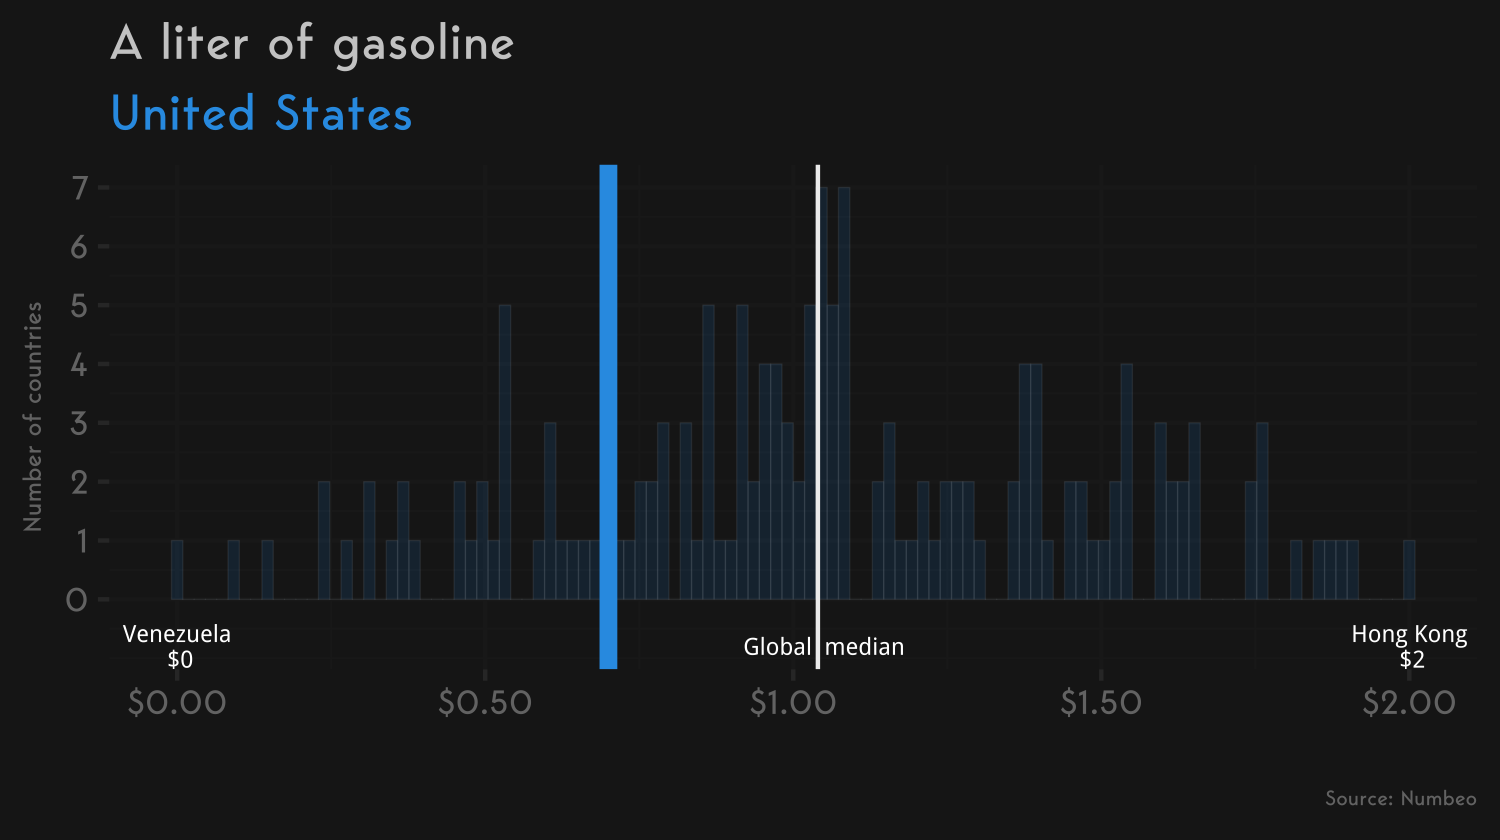 A liter of gasoline
United States
Number of countries
7
6
5
4
3
2
1
0
Venezuela
$0
Global median
Hong Kong
$2
$0.00 $0.50 $1.00 $1.50 $2.00
Source: Numbeo